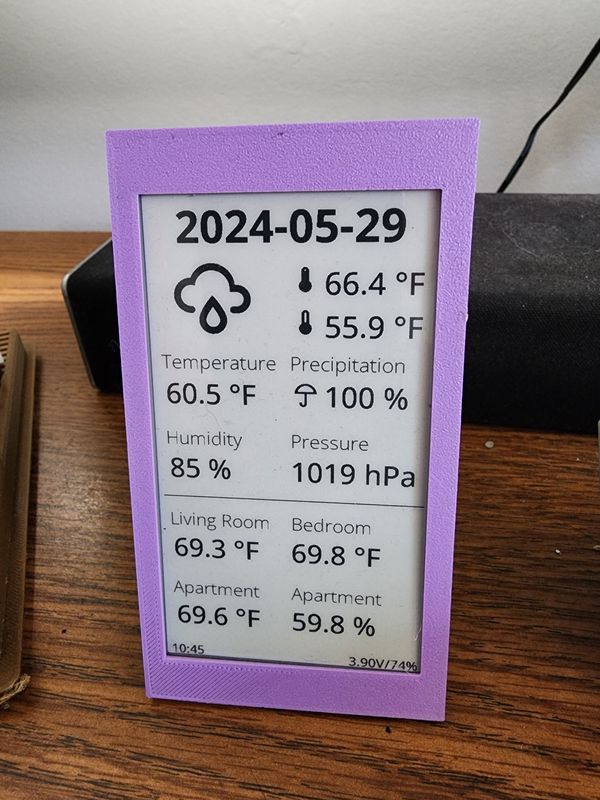 2024-05-29
66.4 °F
55.9 °F
Temperature Precipitation
60.5 °F 100 %
Humidity Pressure
85 % 1019 hPa
Living Room Bedroom
69.3 °F 69.8 °F
Apartment Apartment
69.6 °F 59.8 %
10:45 3.90V/74%